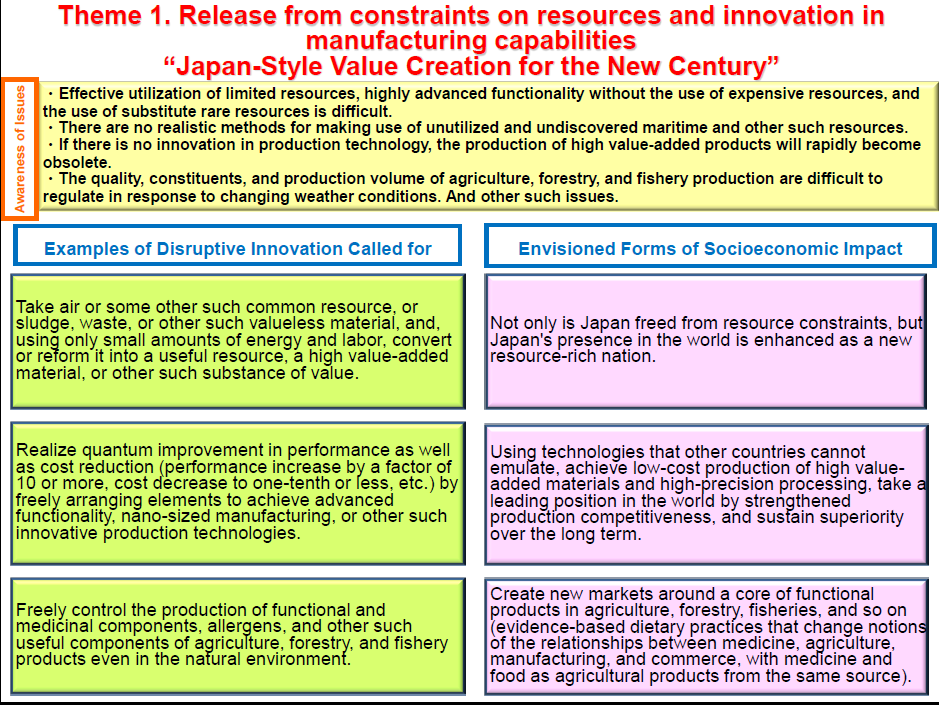 Theme 1. Release from constraints on resources and innovation in
manufacturing capabilities
“Japan-Style Value Creation for the New Century”
Awareness of Issues
・Effective utilization of limited resources, highly advanced functionality without the use of expensive resources, and
the use of substitute rare resources is difficult.
・There are no realistic methods for making use of unutilized and undiscovered maritime and other such resources.
・If there is no innovation in production technology, the production of high value-added products will rapidly become
obsolete.
・The quality, constituents, and production volume of agriculture, forestry, and fishery production are difficult to
regulate in response to changing weather conditions. And other such issues.
Examples of Disruptive Innovation Called for
Envisioned Forms of Socioeconomic Impact
Take air or some other such common resource, or
sludge, waste, or other such valueless material, and,
using only small amounts of energy and labor, convert
or reform it into a useful resource, a high value-added
material, or other such substance of value.
Not only is Japan freed from resource constraints, but
Japan's presence in the world is enhanced as a new
resource-rich nation.
Realize quantum improvement in performance as well
as cost reduction (performance increase by a factor of
10 or more, cost decrease to one-tenth or less, etc.) by
freely arranging elements to achieve advanced
functionality, nano-sized manufacturing, or other such
innovative production technologies.
Using technologies that other countries cannot
emulate, achieve low-cost production of high value-
added materials and high-precision processing, take a
leading position in the world by strengthened
production competitiveness, and sustain superiority
over the long term.
Freely control the production of functional and
medicinal components, allergens, and other such
useful components of agriculture, forestry, and fishery
products even in the natural environment.
Create new markets around a core of functional
products in agriculture, forestry, fisheries, and so on
(evidence-based dietary practices that change notions
of the relationships between medicine, agriculture,
manufacturing, and commerce, with medicine and
food as agricultural products from the same source).